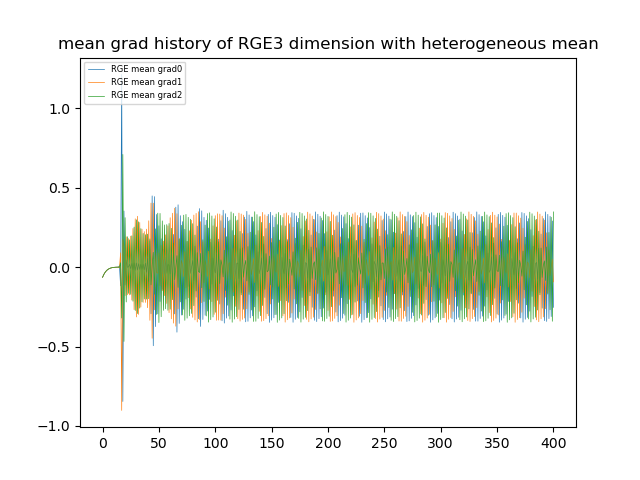 mean grad history of RGE3 dimension with heterogeneous mean
RGE mean grad0
RGE mean grad1
RGE mean grad2
1.0
0.5
0.0
−0.5
−1.0
0 50 100 150 200 250 300 350 400